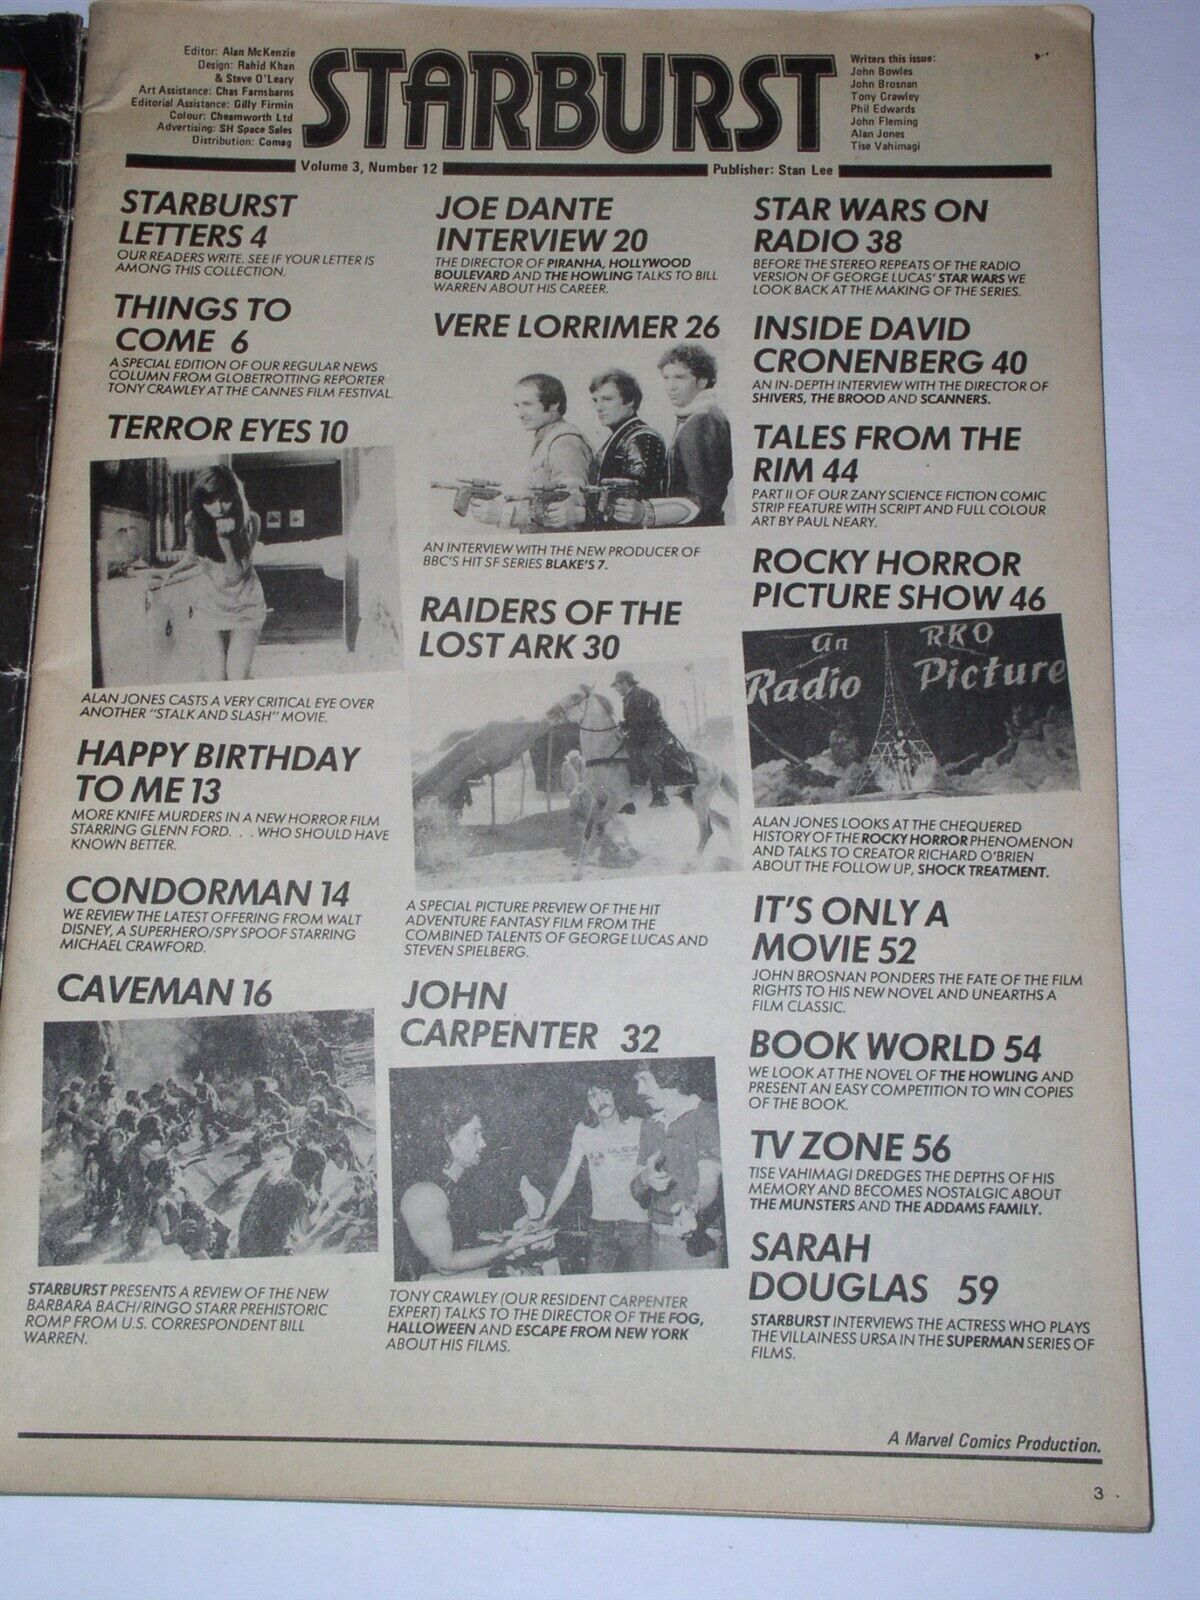 Editor: Alan McKenzie
Design: Rahid Khan
& Steve O'Leary
Art Assistance: Chas Farnsbarns
Editorial Assistance: Gilly Firmin
Colour: Cheamworth Ltd
Advertising: SH Space Sales
Distribution: Comag
STARBURST
Writers this issue:
John Bowles
John Brosnan
Tony Crawley
Phil Edwards
John Fleming
Alan Jones
Tise Vahimagi
Volume 3, Number 12
Publisher: Stan Lee
STARBURST
LETTERS 4
OUR READERS WRITE. SEE IF YOUR LETTER IS
AMONG THIS COLLECTION.
THINGS TO
COME 6
A SPECIAL EDITION OF OUR REGULAR NEWS
COLUMN FROM GLOBETROTTING REPORTER
TONY CRAWLEY AT THE CANNES FILM FESTIVAL.
TERROR EYES 10
ALAN JONES CASTS A VERY CRITICAL EYE OVER
ANOTHER "STALK AND SLASH" MOVIE.
HAPPY BIRTHDAY
TO ME 13
MORE KNIFE MURDERS IN A NEW HORROR FILM
STARRING GLENN FORD. . . WHO SHOULD HAVE
KNOWN BETTER.
CONDORMAN 14
WE REVIEW THE LATEST OFFERING FROM WALT
DISNEY, A SUPERHERO/SPY SPOOF STARRING
MICHAEL CRAWFORD.
CAVEMAN 16
STARBURST PRESENTS A REVIEW OF THE NEW
BARBARA BACH/RINGO STARR PREHISTORIC
ROMP FROM U.S. CORRESPONDENT BILL
WARREN.
JOE DANTE
INTERVIEW 20
THE DIRECTOR OF PIRANHA, HOLLYWOOD
BOULEVARD AND THE HOWLING TALKS TO BILL
WARREN ABOUT HIS CAREER.
VERE LORRIMER 26
AN INTERVIEW WITH THE NEW PRODUCER OF
BBC'S HIT SF SERIES BLAKE'S 7.
RAIDERS OF THE
LOST ARK 30
A SPECIAL PICTURE PREVIEW OF THE HIT
ADVENTURE FANTASY FILM FROM THE
COMBINED TALENTS OF GEORGE LUCAS AND
STEVEN SPIELBERG.
JOHN
CARPENTER 32
TONY CRAWLEY (OUR RESIDENT CARPENTER
EXPERT) TALKS TO THE DIRECTOR OF THE FOG,
HALLOWEEN AND ESCAPE FROM NEW YORK
ABOUT HIS FILMS.
STAR WARS ON
RADIO 38
BEFORE THE STEREO REPEATS OF THE RADIO
VERSION OF GEORGE LUCAS' STAR WARS WE
LOOK BACK AT THE MAKING OF THE SERIES.
INSIDE DAVID
CRONENBERG 40
AN IN-DEPTH INTERVIEW WITH THE DIRECTOR OF
SHIVERS, THE BROOD AND SCANNERS.
TALES FROM THE
RIM 44
PART II OF OUR ZANY SCIENCE FICTION COMIC
STRIP FEATURE WITH SCRIPT AND FULL COLOUR
ART BY PAUL NEARY.
ROCKY HORROR
PICTURE SHOW 46
An RKO
Radio Picture
ALAN JONES LOOKS AT THE CHEQUERED
HISTORY OF THE ROCKY HORROR PHENOMENON
AND TALKS TO CREATOR RICHARD O'BRIEN
ABOUT THE FOLLOW UP, SHOCK TREATMENT.
IT'S ONLY A
MOVIE 52
JOHN BROSNAN PONDERS THE FATE OF THE FILM
RIGHTS TO HIS NEW NOVEL AND UNEARTHS A
FILM CLASSIC.
BOOK WORLD 54
WE LOOK AT THE NOVEL OF THE HOWLING AND
PRESENT AN EASY COMPETITION TO WIN COPIES
OF THE BOOK.
TV ZONE 56
TISE VAHIMAGI DREDGES THE DEPTHS OF HIS
MEMORY AND BECOMES NOSTALGIC ABOUT
THE MUNSTERS AND THE ADDAMS FAMILY.
SARAH
DOUGLAS 59
STARBURST INTERVIEWS THE ACTRESS WHO PLAYS
THE VILLAINESS URSA IN THE SUPERMAN SERIES OF
FILMS.
A Marvel Comics Production.
3